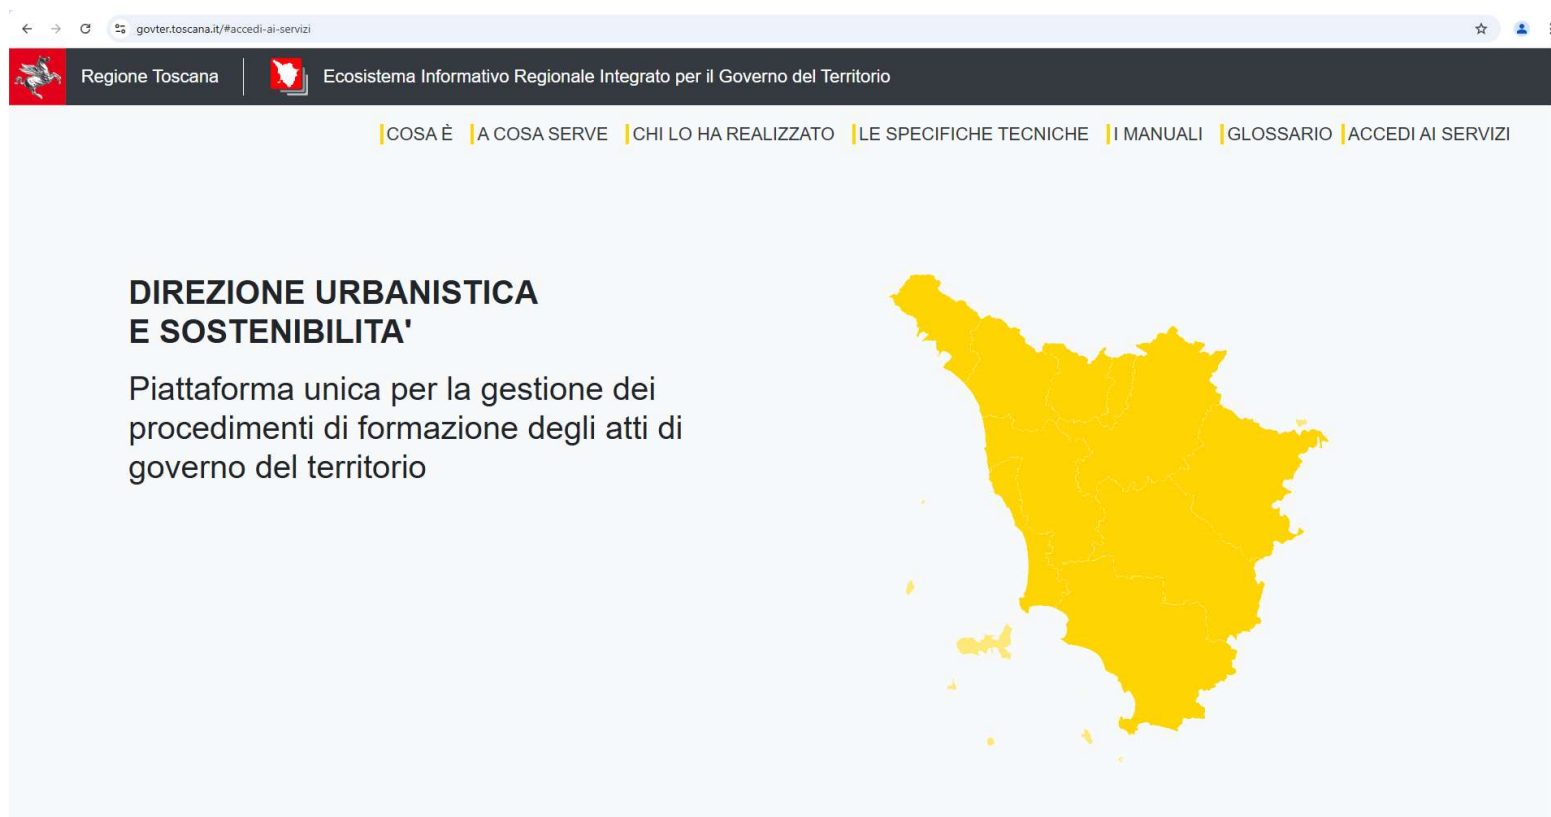 govter.toscana.it/#accedi-ai-servizi
Regione Toscana
Ecosistema Informativo Regionale Integrato per il Governo del Territorio
COSA È A COSA SERVE CHI LO HA REALIZZATO LE SPECIFICHE TECNICHE I MANUALI GLOSSARIO ACCEDI AI SERVIZI
DIREZIONE URBANISTICA
E SOSTENIBILITA'
Piattaforma unica per la gestione dei
procedimenti di formazione degli atti di
governo del territorio